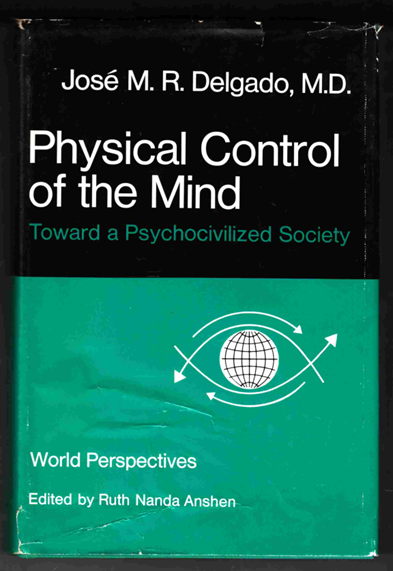 José M. R. Delgado, M.D.
Physical Control
of the Mind
Toward a Psychocivilized Society
World Perspectives
Edited by Ruth Nanda Anshen